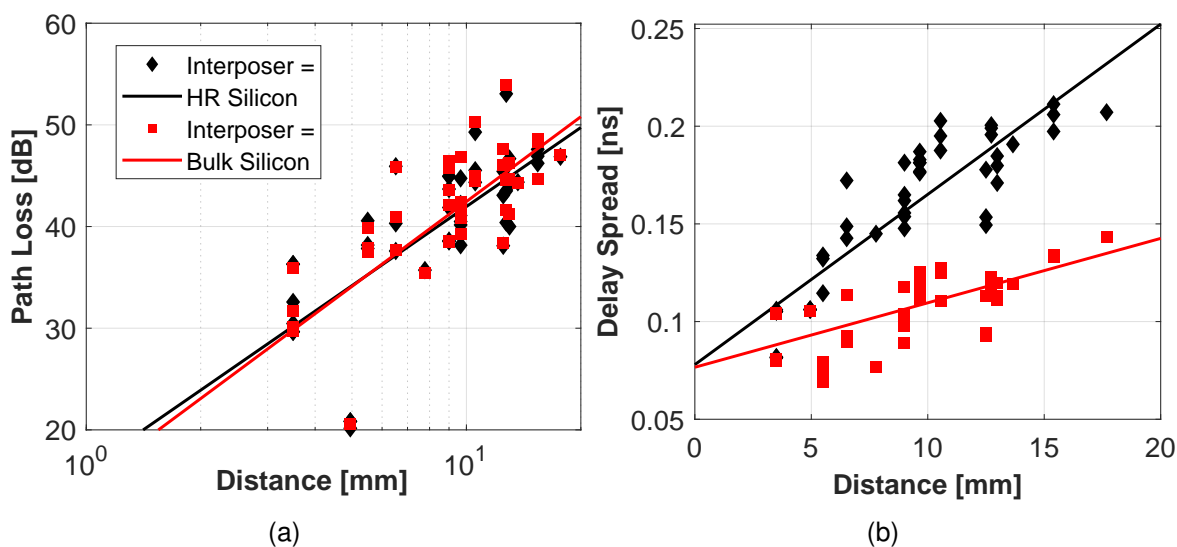 60
50
40
30
20
Path Loss [dB]
Interposer =
HR Silicon
Interposer =
Bulk Silicon
10^0
10^1
Distance [mm]
(a)
0.25
0.2
0.15
0.1
0.05
Delay Spread [ns]
0 5 10 15 20
Distance [mm]
(b)